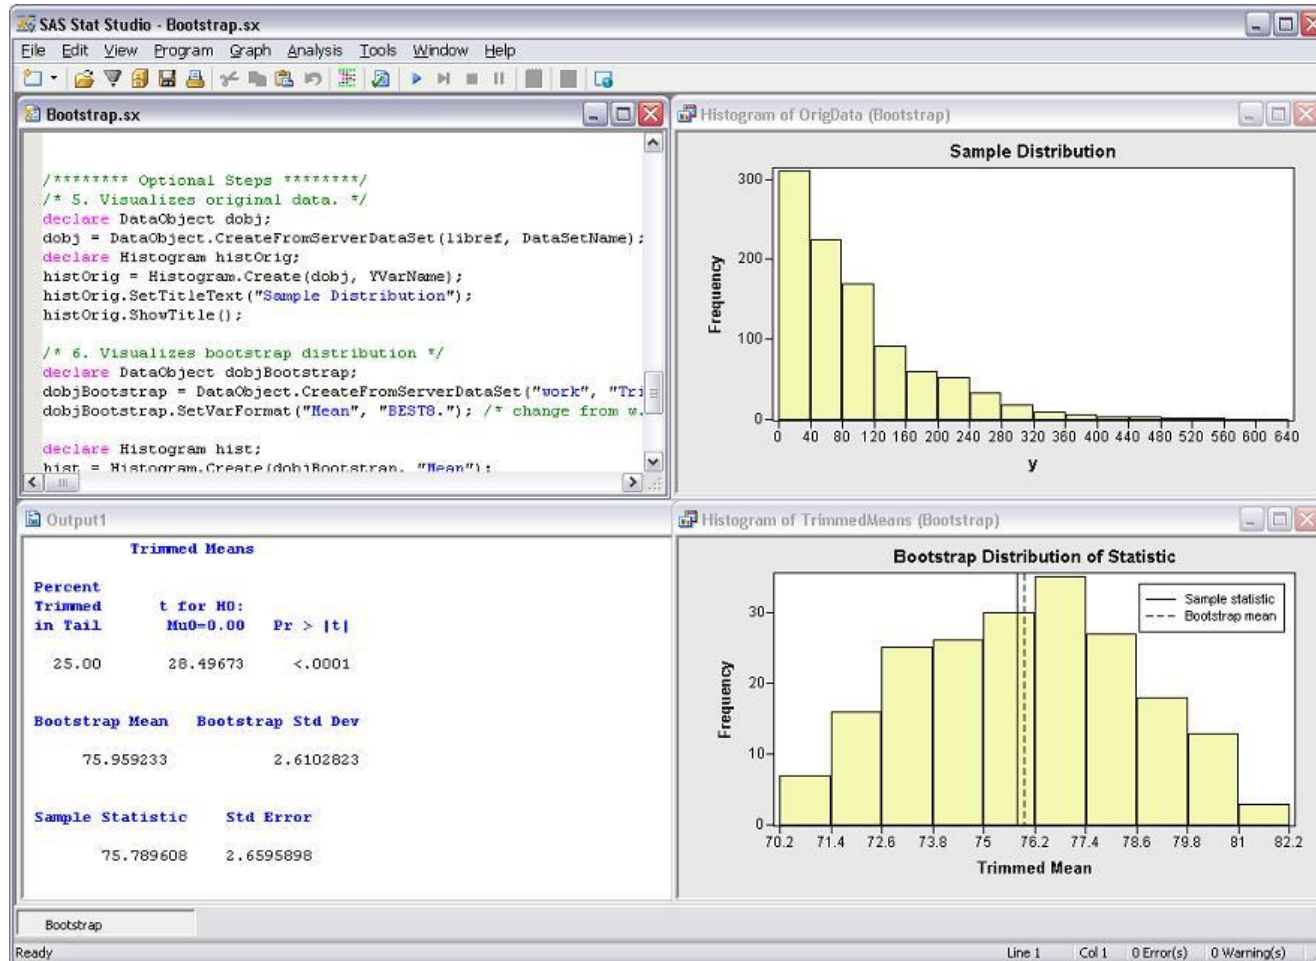 SAS Stat Studio - Bootstrap.sx
File Edit View Program Graph Analysis Tools Window Help
Bootstrap.sx
/******** Optional Steps ********/
/* 5. Visualizes original data. */
declare DataObject dobj;
dobj = DataObject.CreateFromServerDataSet(libref, DataSetName);
declare Histogram histOrig;
histOrig = Histogram.Create(dobj, YVarName);
histOrig.SetTitleText("Sample Distribution");
histOrig.ShowTitle();
/* 6. Visualizes bootstrap distribution */
declare DataObject dobjBootstrap;
dobjBootstrap = DataObject.CreateFromServerDataSet("work", "Tri
dobjBootstrap.SetVarFormat("Mean", "BEST8."); /* change from w.
declare Histogram hist;
hist = Histogram.Create(dobjBootstrap, "Mean");
Histogram of OrigData (Bootstrap)
Sample Distribution
Frequency
300
200
100
0
0 40 80 120 160 200 240 280 320 360 400 440 480 520 560 600 640
y
Output1
Trimmed Means
Percent
Trimmed t for H0:
in Tail Mu0=0.00 Pr > |t|
25.00 28.49673 <.0001
Bootstrap Mean Bootstrap Std Dev
75.959233 2.6102823
Sample Statistic Std Error
75.789608 2.6595898
Histogram of TrimmedMeans (Bootstrap)
Bootstrap Distribution of Statistic
Sample statistic
Bootstrap mean
Frequency
30
20
10
0
70.2 71.4 72.6 73.8 75 76.2 77.4 78.6 79.8 81 82.2
Trimmed Mean
Bootstrap
Ready Line 1 Col 1 0 Error(s) 0 Warning(s)